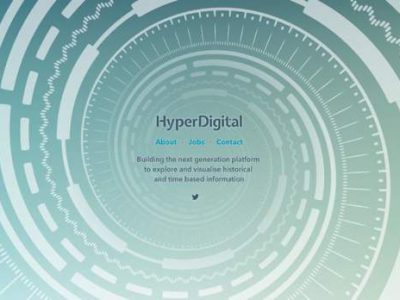 HyperDigital
About · Jobs · Contact
Building the next generation platform
to explore and visualise historical
and time based information